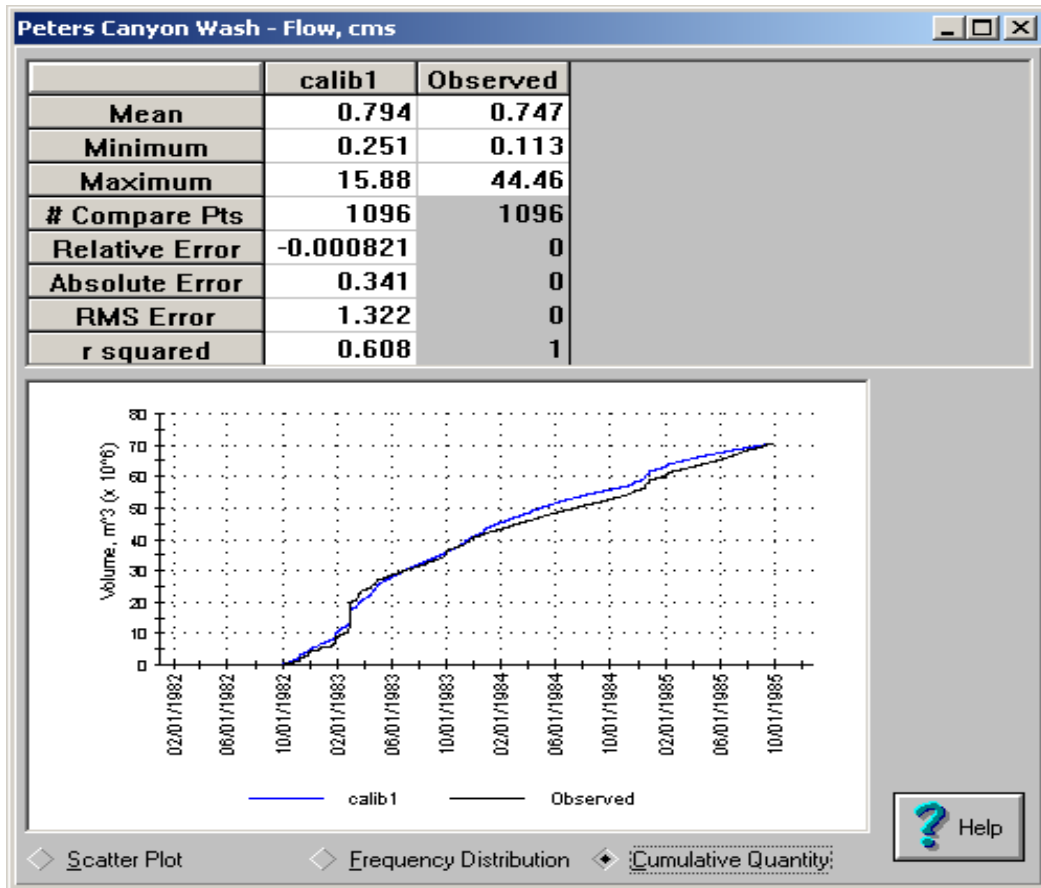 Peters Canyon Wash - Flow, cms
calib1 Observed
Mean 0.794 0.747
Minimum 0.251 0.113
Maximum 15.88 44.46
# Compare Pts 1096 1096
Relative Error -0.000821 0
Absolute Error 0.341 0
RMS Error 1.322 0
r squared 0.608 1
Volume, m^3 (x 10^6)
80
70
60
50
40
30
20
10
0
02/01/1982
06/01/1982
10/01/1982
02/01/1983
06/01/1983
10/01/1983
02/01/1984
06/01/1984
10/01/1984
02/01/1985
06/01/1985
10/01/1985
calib1 Observed
? Help
Scatter Plot Frequency Distribution Cumulative Quantity